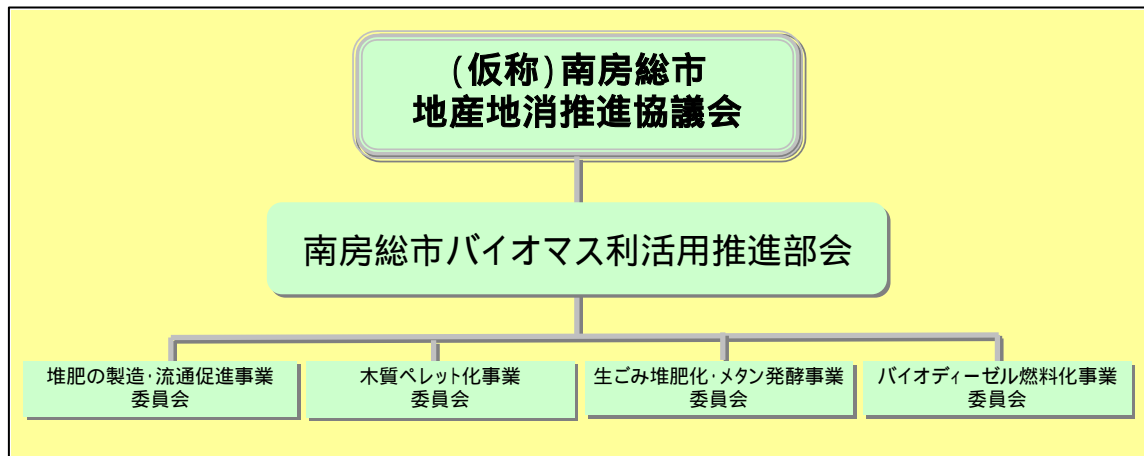 (仮称)南房総市
地産地消推進協議会
南房総市バイオマス利活用推進部会
堆肥の製造・流通促進事業
委員会
木質ペレット化事業
委員会
生ごみ堆肥化・メタン発酵事業
委員会
バイオディーゼル燃料化事業
委員会